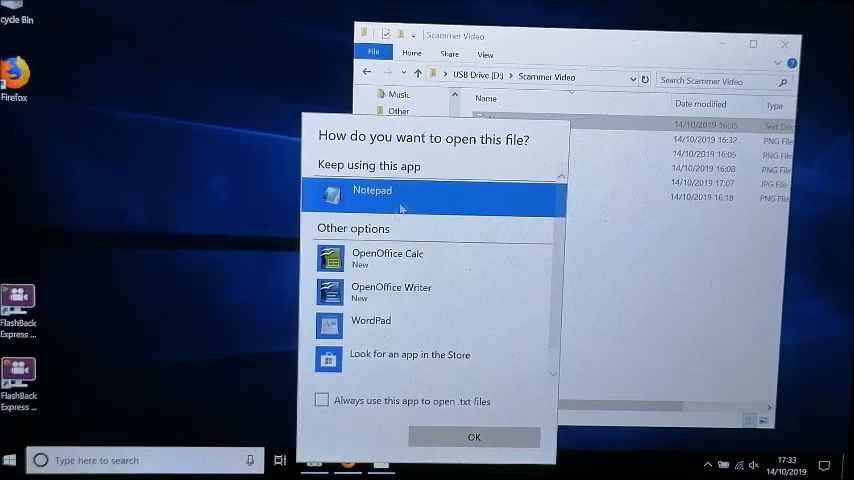 cycle Bin
Firefox
FlashBack
Express ...
FlashBack
Express ...
Scammer Video
File
Home
Share
View
USB Drive (D:)
Scammer Video
Search Scammer Video
Music
Other
Name
Date modified
Type
14/10/2019 16:35
Text Doc
14/10/2019 16:32
PNG File
14/10/2019 16:05
PNG File
14/10/2019 16:08
PNG File
14/10/2019 17:07
JPG File
14/10/2019 16:18
PNG File
How do you want to open this file?
Keep using this app
Notepad
Other options
OpenOffice Calc
New
OpenOffice Writer
New
WordPad
Look for an app in the Store
Always use this app to open .txt files
OK
Type here to search
17:33
14/10/2019